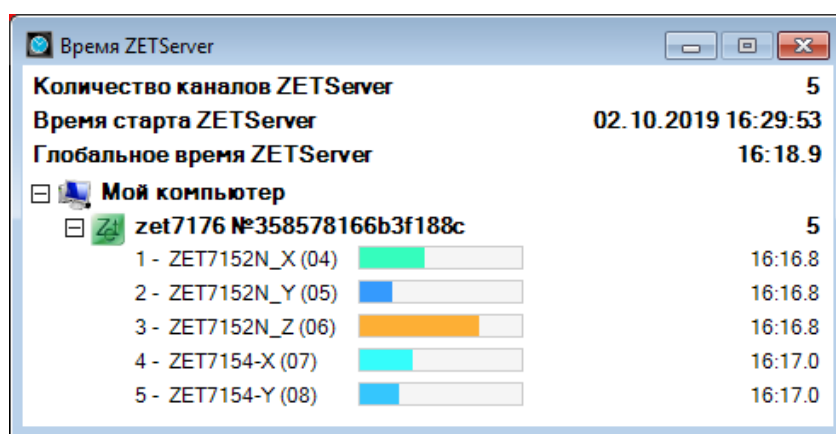 Время ZETServer
Количество каналов ZETServer 5
Время старта ZETServer 02.10.2019 16:29:53
Глобальное время ZETServer 16:18.9
Мой компьютер
zet7176 №358578166b3f188c 5
1 - ZET7152N_X (04) 16:16.8
2 - ZET7152N_Y (05) 16:16.8
3 - ZET7152N_Z (06) 16:16.8
4 - ZET7154-X (07) 16:17.0
5 - ZET7154-Y (08) 16:17.0